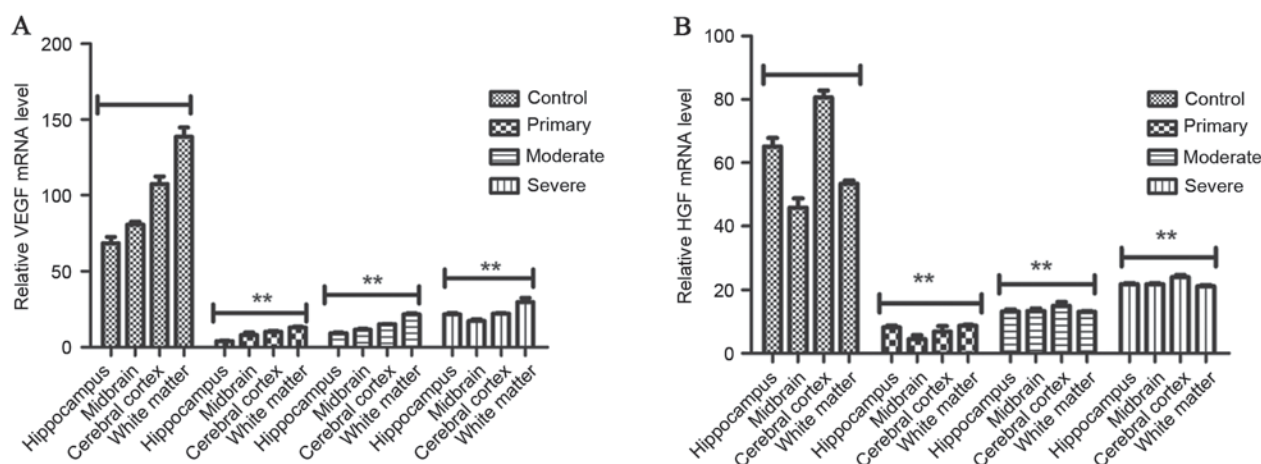 A
Relative VEGF mRNA level
200
150
100
50
0
**
**
**
Control
Primary
Moderate
Severe
Hippocampus
Midbrain
Cerebral cortex
White matter
Hippocampus
Midbrain
Cerebral cortex
White matter
Hippocampus
Midbrain
Cerebral cortex
White matter
Hippocampus
Midbrain
Cerebral cortex
White matter
B
Relative HGF mRNA level
100
80
60
40
20
0
**
**
**
Control
Primary
Moderate
Severe
Hippocampus
Midbrain
Cerebral cortex
White matter
Hippocampus
Midbrain
Cerebral cortex
White matter
Hippocampus
Midbrain
Cerebral cortex
White matter
Hippocampus
Midbrain
Cerebral cortex
White matter